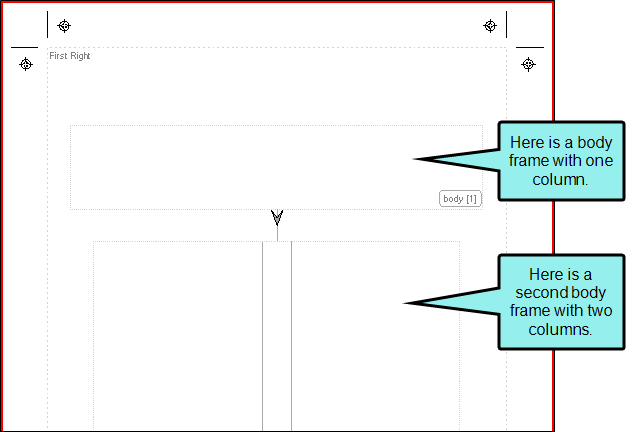 First Right
Here is a body
frame with one
column.
body [1]
Here is a
second body
frame with two
columns.